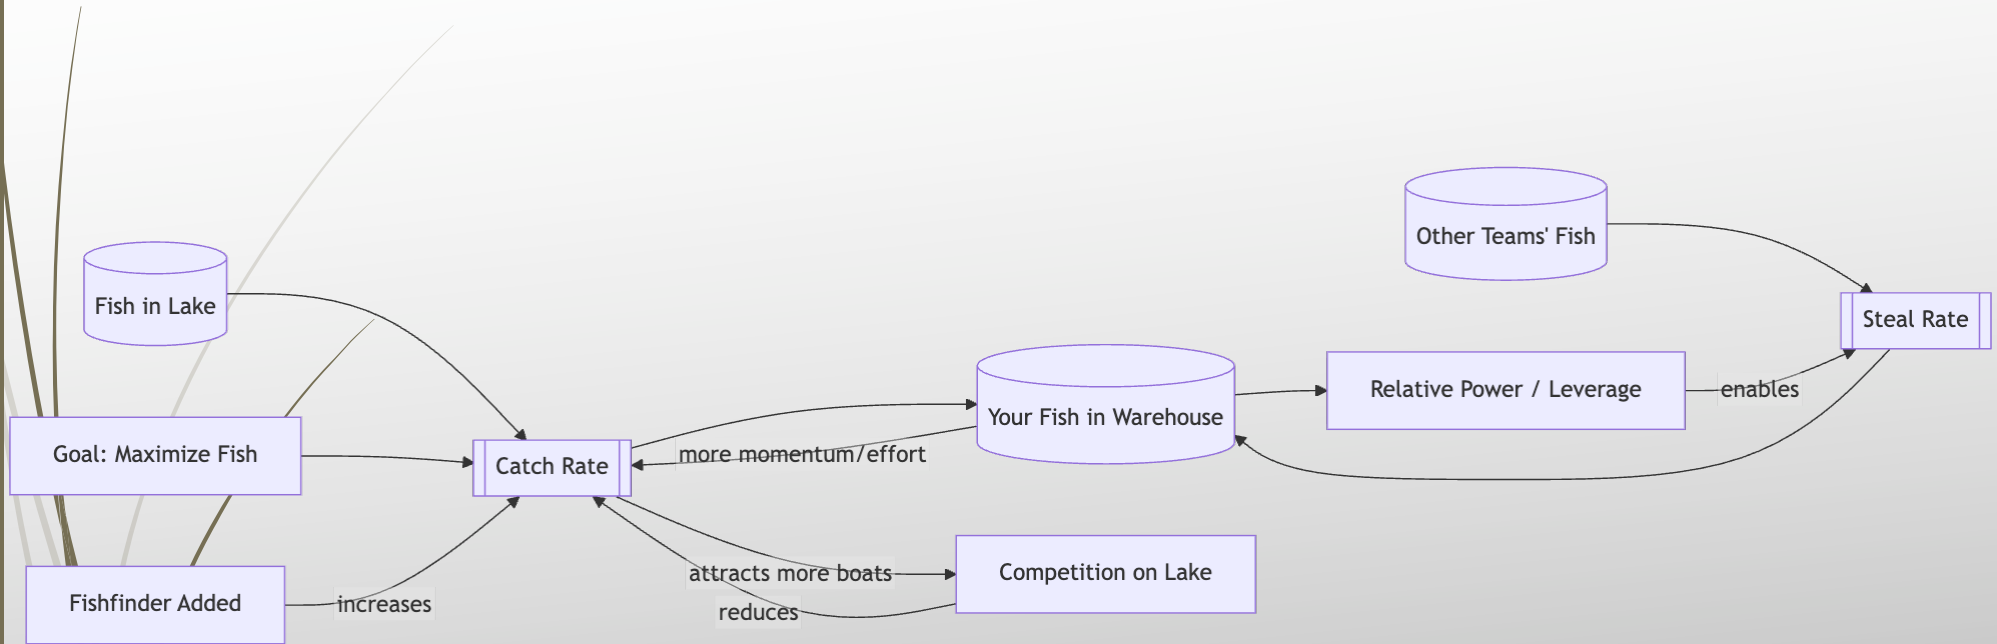 Other Teams' Fish
Fish in Lake
Steal Rate
Relative Power / Leverage
enables
Your Fish in Warehouse
Goal: Maximize Fish
Catch Rate
more momentum/effort
attracts more boats
Competition on Lake
Fishfinder Added
increases
reduces